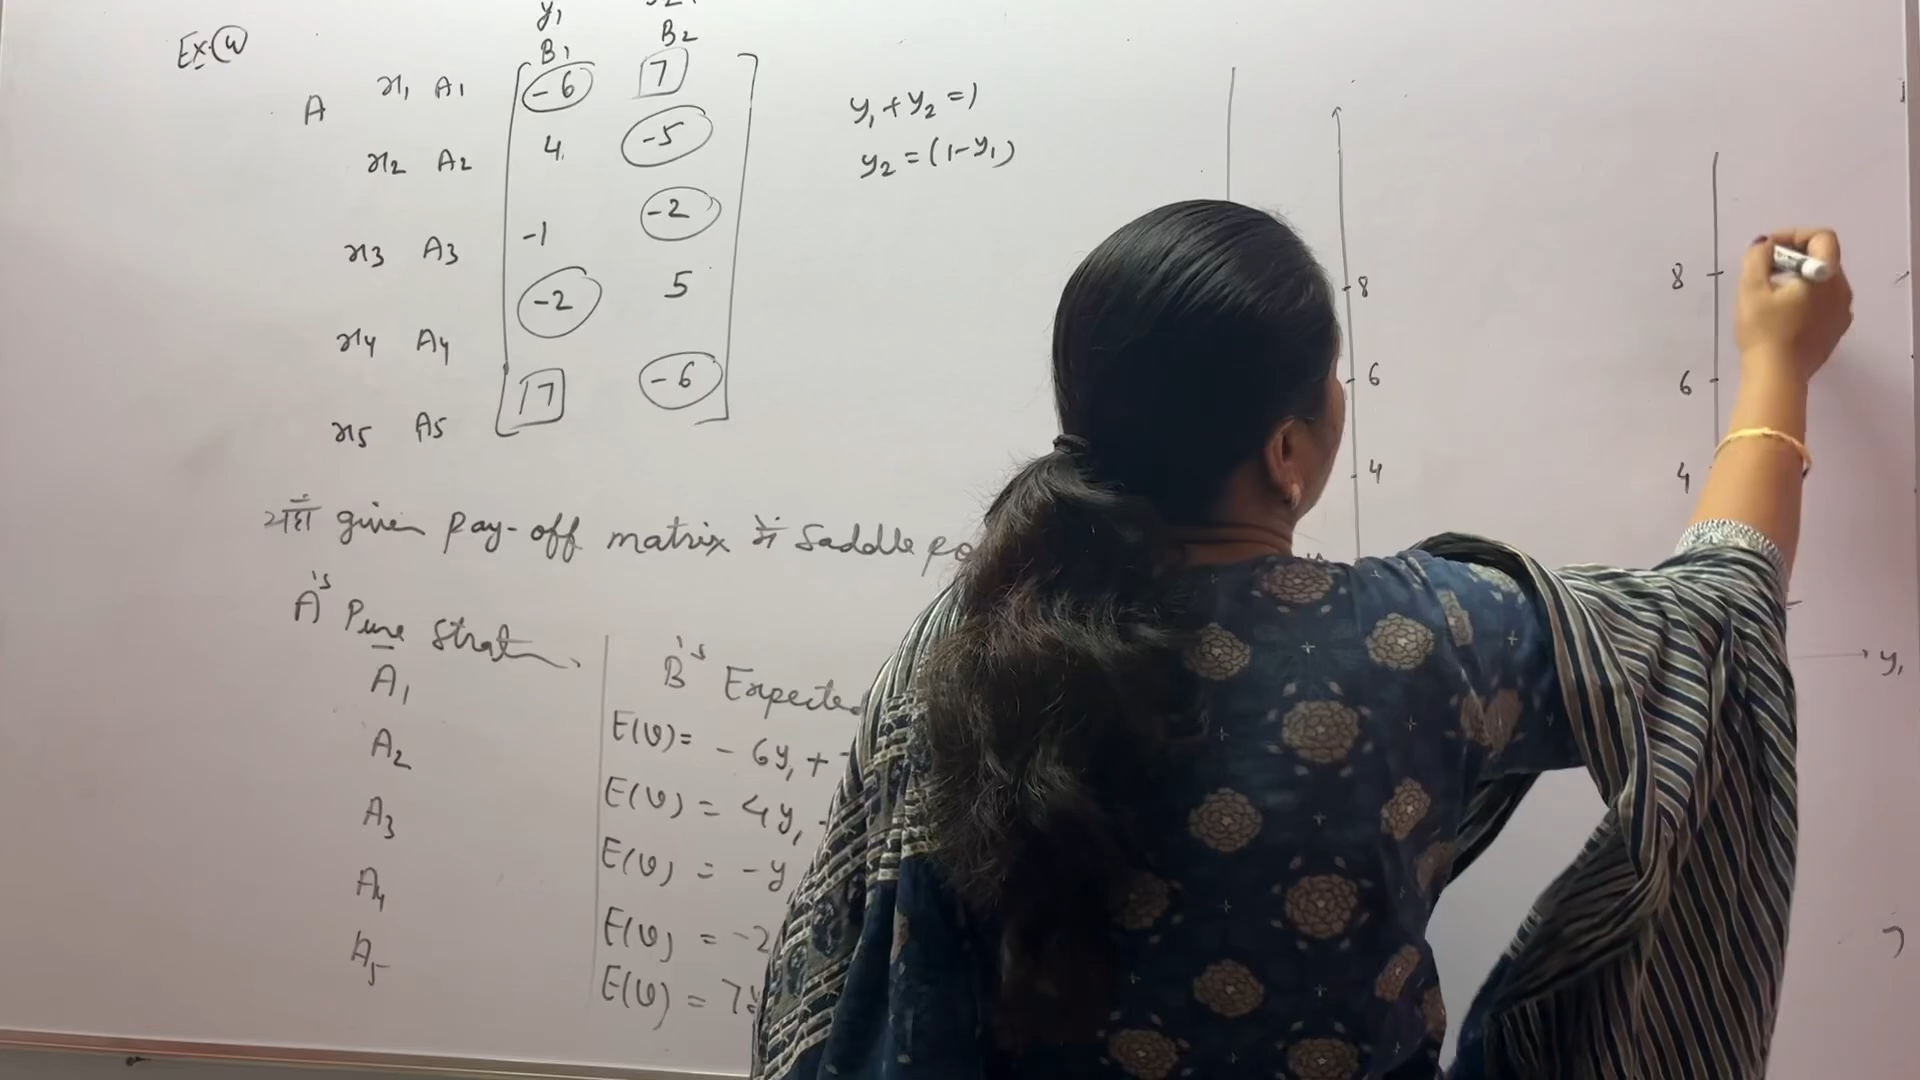 Ex.(4)
y₁
B₁ B₂
A x₁ A₁ -6 7
x₂ A₂ 4 -5
x₃ A₃ -1 -2
x₄ A₄ -2 5
x₅ A₅ 7 -6
y₁+y₂=1
y₂=(1-y₁)
8 8
6 6
4 4
y₁
यहाँ given pay-off matrix में Saddle
A's Pure Strat
B's Expected
A₁ E(v)= -6y₁+
A₂ E(v) = 4y₁
A₃ E(v) = -y
A₄ E(v) = -2
A₅ E(v) = 7